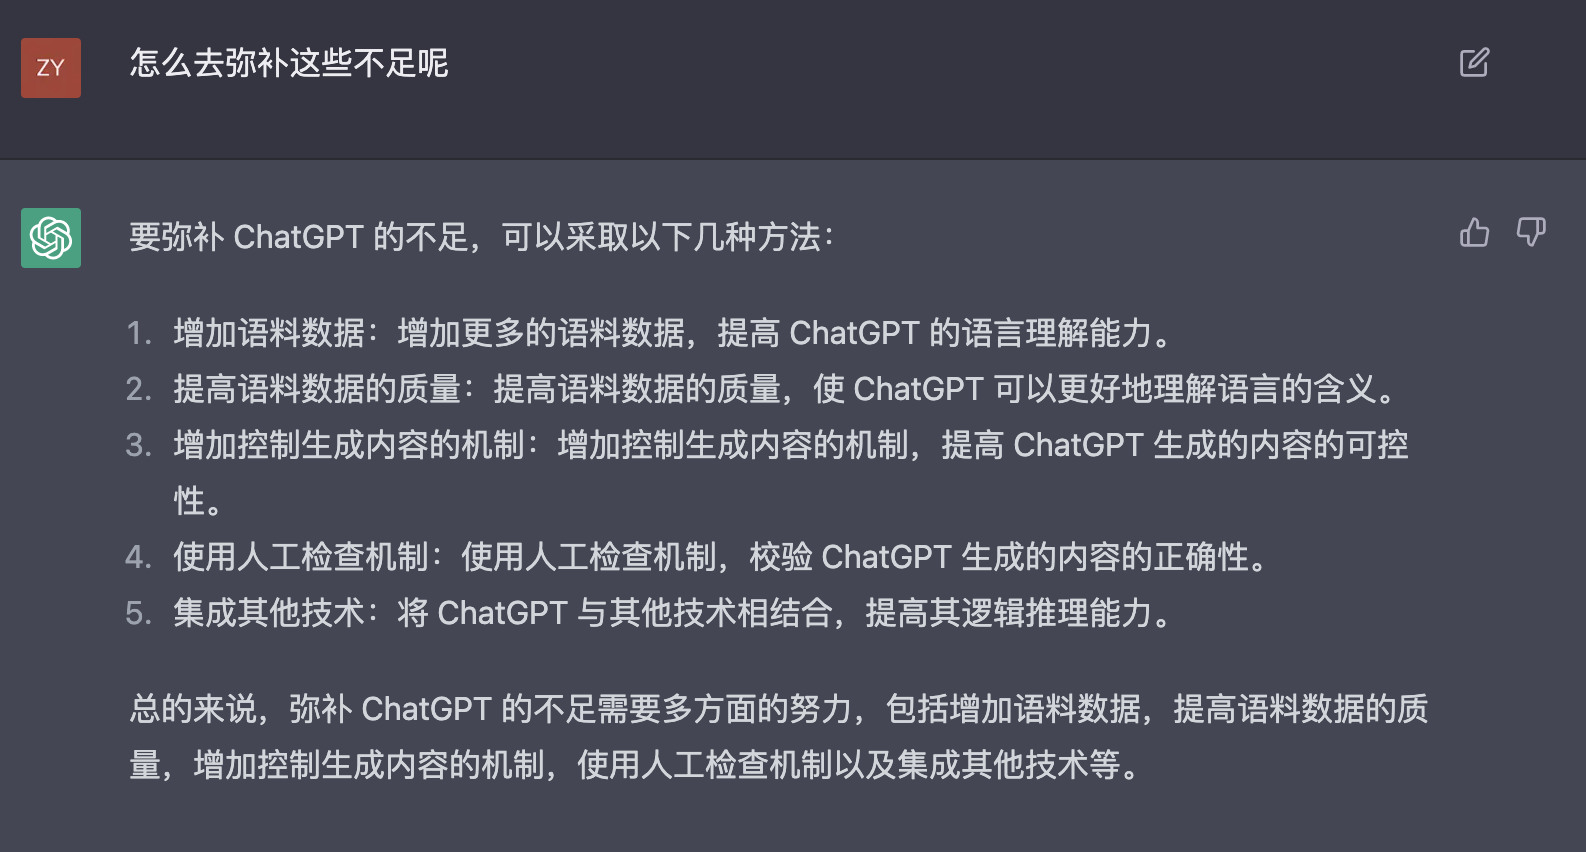 ZY
怎么去弥补这些不足呢
要弥补 ChatGPT 的不足，可以采取以下几种方法：
1. 增加语料数据：增加更多的语料数据，提高 ChatGPT 的语言理解能力。
2. 提高语料数据的质量：提高语料数据的质量，使 ChatGPT 可以更好地理解语言的含义。
3. 增加控制生成内容的机制：增加控制生成内容的机制，提高 ChatGPT 生成的内容的可控
性。
4. 使用人工检查机制：使用人工检查机制，校验 ChatGPT 生成的内容的正确性。
5. 集成其他技术：将 ChatGPT 与其他技术相结合，提高其逻辑推理能力。
总的来说，弥补 ChatGPT 的不足需要多方面的努力，包括增加语料数据，提高语料数据的质
量，增加控制生成内容的机制，使用人工检查机制以及集成其他技术等。